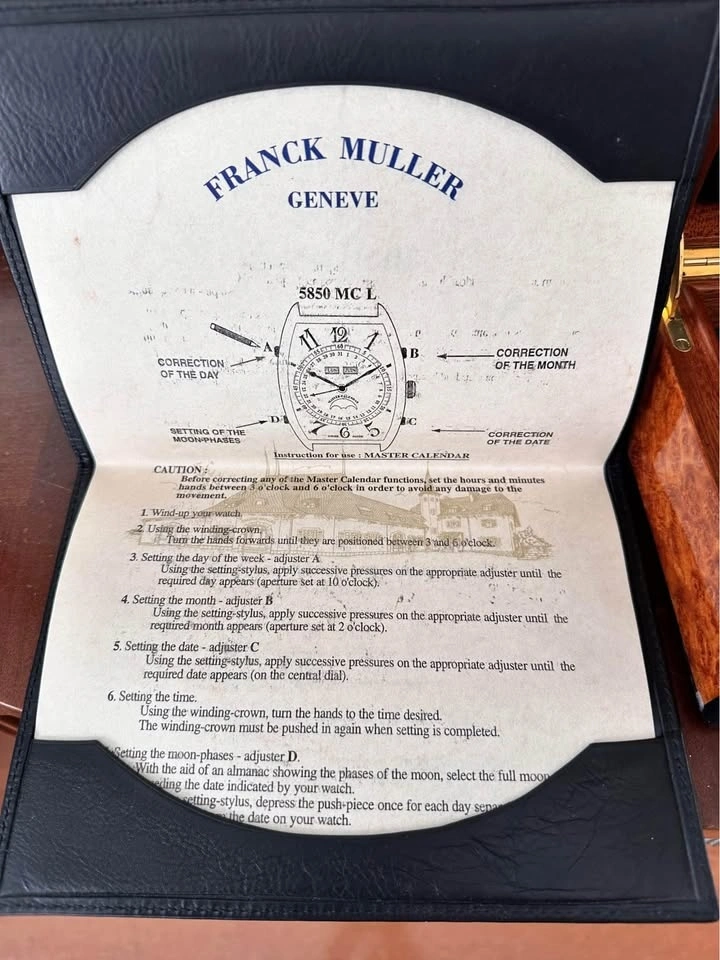 FRANCK MULLER
GENEVE
5850 MC L
A
B
CORRECTION
OF THE DAY
CORRECTION
OF THE MONTH
11 12 1
D
C
7 6 5
SETTING OF THE
MOON-PHASES
CORRECTION
OF THE DATE
Instruction for use : MASTER CALENDAR
CAUTION :
Before correcting any of the Master Calendar functions, set the hours and minutes
hands between 3 o'clock and 6 o'clock in order to avoid any damage to the
movement.
1. Wind-up your watch.
2. Using the winding-crown,
Turn the hands forwards until they are positioned between 3 and 6 o'clock.
3. Setting the day of the week - adjuster A
Using the setting-stylus, apply successive pressures on the appropriate adjuster until the
required day appears (aperture set at 10 o'clock).
4. Setting the month - adjuster B
Using the setting-stylus, apply successive pressures on the appropriate adjuster until the
required month appears (aperture set at 2 o'clock).
5. Setting the date - adjuster C
Using the setting-stylus, apply successive pressures on the appropriate adjuster until the
required date appears (on the central dial).
6. Setting the time.
Using the winding-crown, turn the hands to the time desired.
The winding-crown must be pushed in again when setting is completed.
Setting the moon-phases - adjuster D.
With the aid of an almanac showing the phases of the moon, select the full moon
the date indicated by your watch.
setting-stylus, depress the push-piece once for each day
the date on your watch.